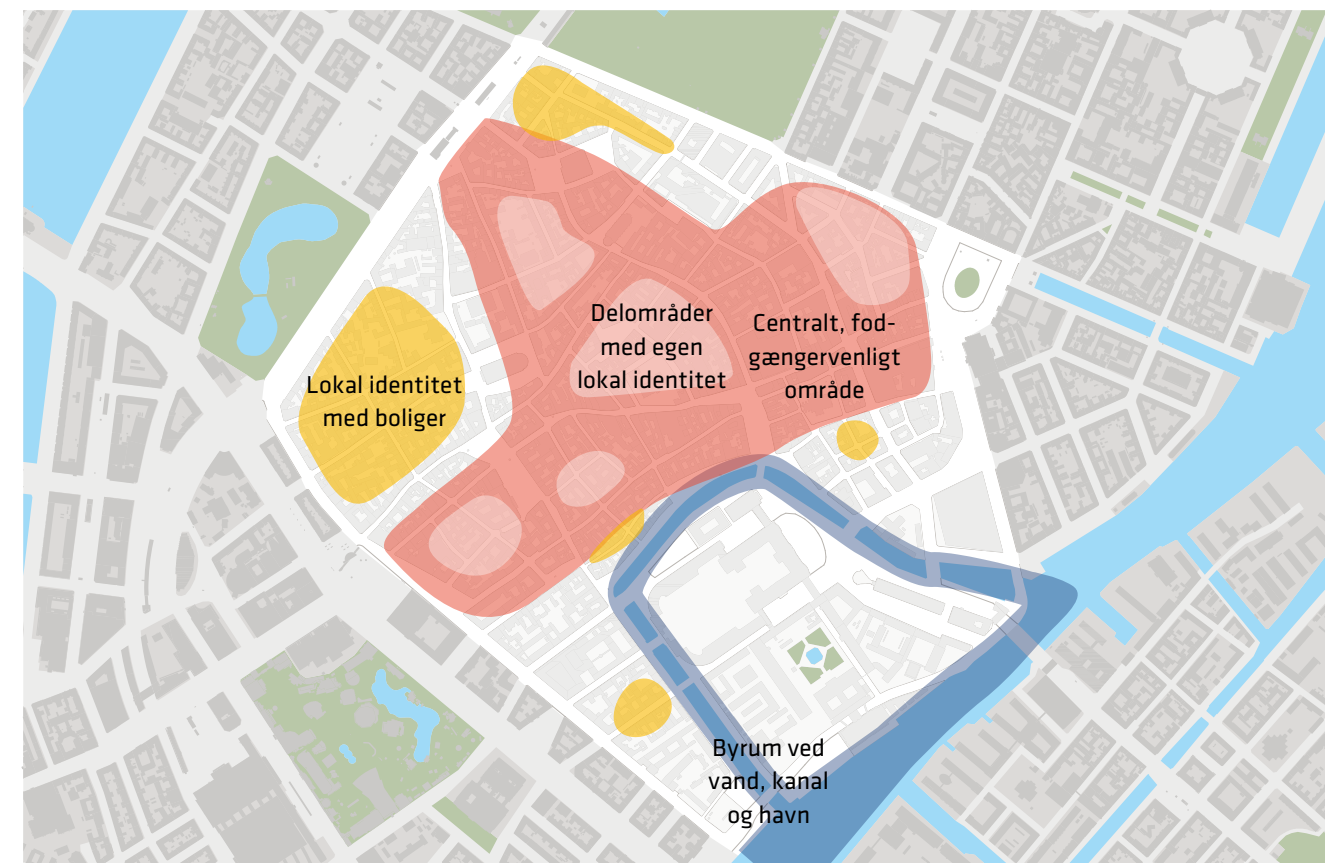 Delområder
med egen
lokal identitet
Centralt, fod-
gængervenligt
område
Lokal identitet
med boliger
Byrum ved
vand, kanal
og havn